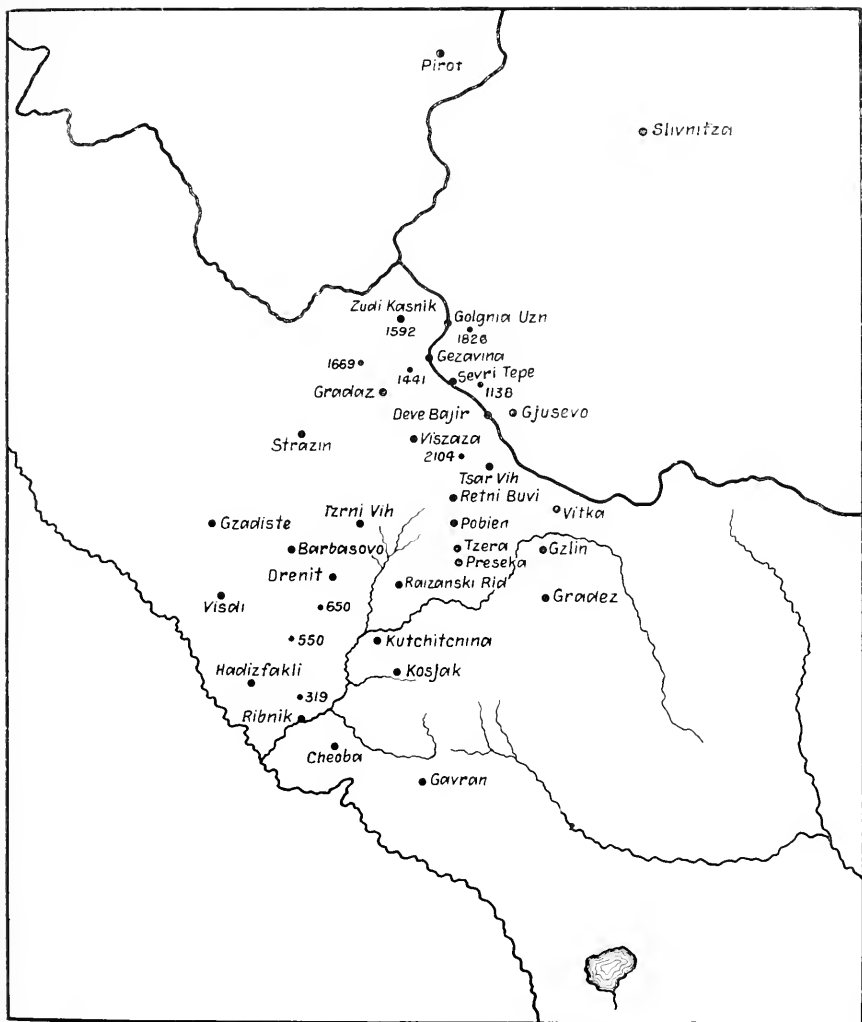 Pirot
Slivnitza
Zudi Kasnik
1592
Golgnia Uzn
1826
Gezavina
1669
1441
Sevri Tepe
1138
Gradaz
Deve Bajir
Gjusevo
Strazin
Viszaza
2104
Tsar Vih
Retni Buvi
Vitka
Gzadiste
Tzrni Vih
Pobien
Barbasovo
Tzera
Gzlin
Preseka
Drenit
Raizanski Rid
Visdi
650
Gradez
550
Kutchitchina
Hadizfakli
Kosjak
319
Ribnik
Cheoba
Gavran